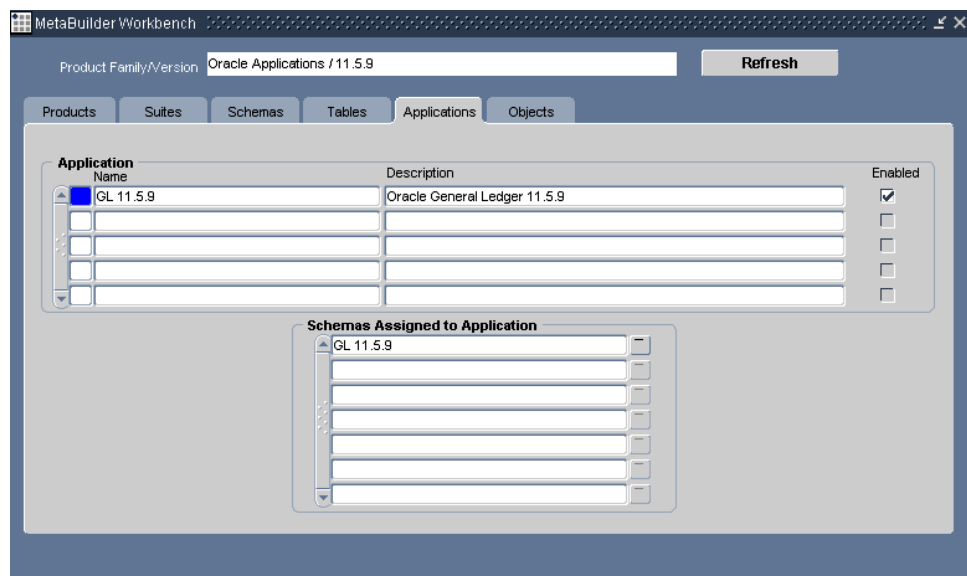 MetaBuilder Workbench
Product Family/Version Oracle Applications / 11.5.9 Refresh
Products Suites Schemas Tables Applications Objects
Application
Name Description Enabled
GL 11.5.9 Oracle General Ledger 11.5.9
Schemas Assigned to Application
GL 11.5.9